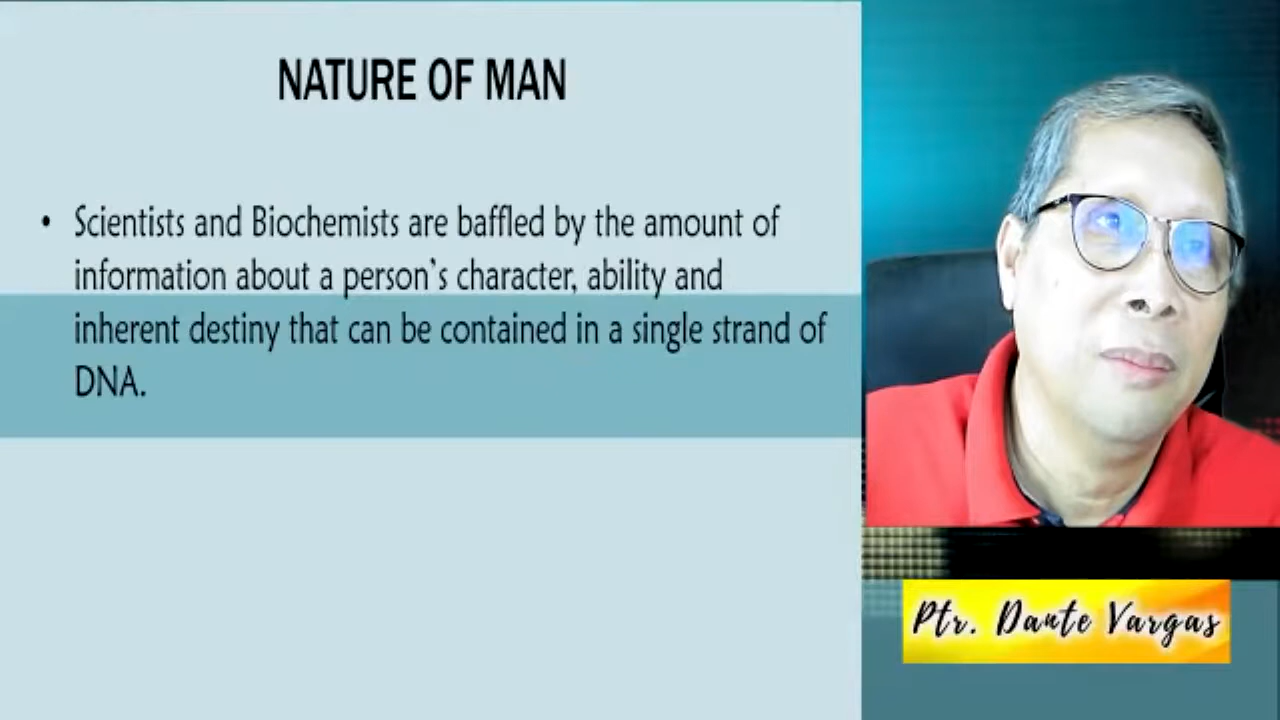 NATURE OF MAN
• Scientists and Biochemists are baffled by the amount of
information about a person's character, ability and
inherent destiny that can be contained in a single strand of
DNA.
Ptr. Dante Vargas